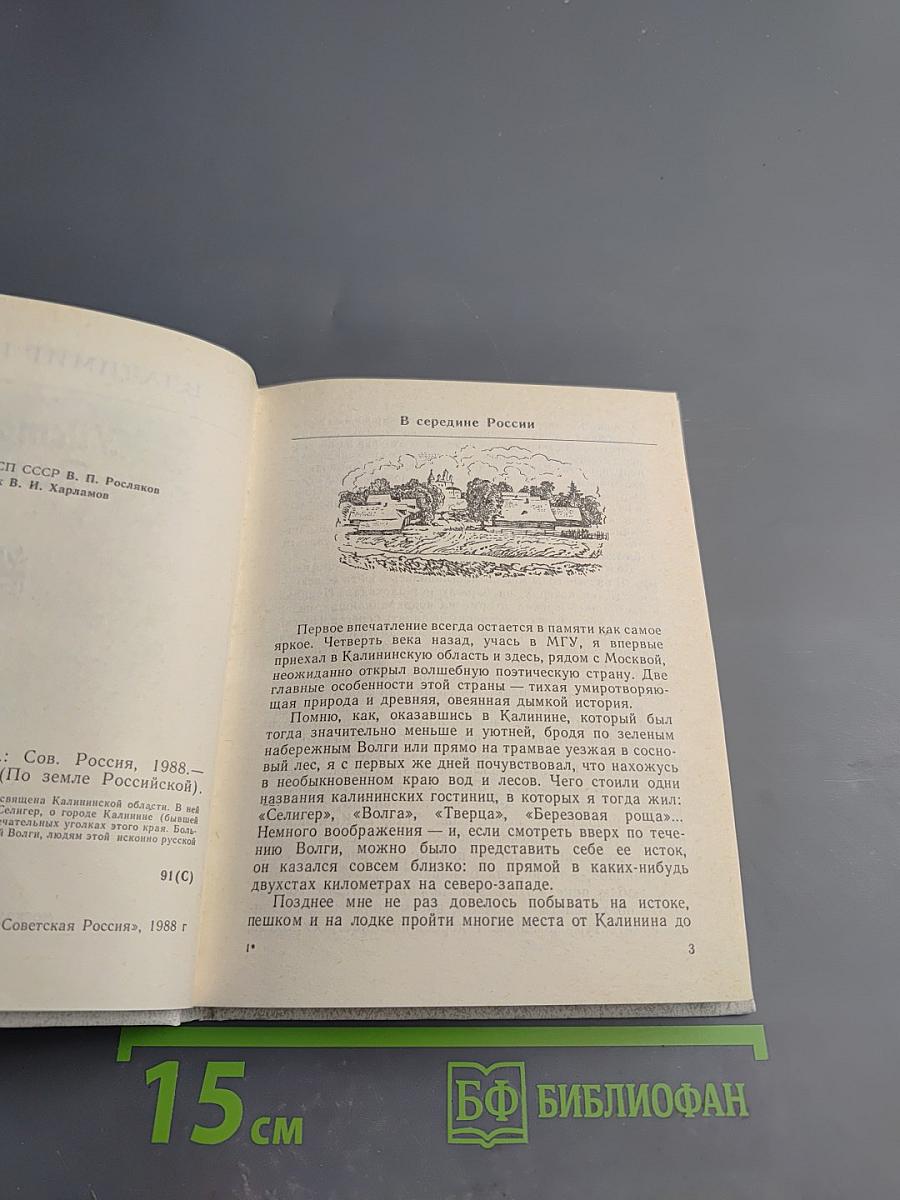 СП СССР В. П. Росляков
к В. И. Харламов
.: Сов. Россия, 1988.—
(По земле Российской).
священа Калининской области. В ней
Селигер, о городе Калинине (бывшей
ечательных уголках этого края. Боль-
й Волги, людям этой исконно русской
91(С)
Советская Россия», 1988 г
В середине России
Первое впечатление всегда остается в памяти как самое
яркое. Четверть века назад, учась в МГУ, я впервые
приехал в Калининскую область и здесь, рядом с Москвой,
неожиданно открыл волшебную поэтическую страну. Две
главные особенности этой страны — тихая умиротворяю-
щая природа и древняя, овеянная дымкой история.
Помню, как, оказавшись в Калинине, который был
тогда значительно меньше и уютней, бродя по зеленым
набережным Волги или прямо на трамвае уезжая в сосно-
вый лес, я с первых же дней почувствовал, что нахожусь
в необыкновенном краю вод и лесов. Чего стоили одни
названия калининских гостиниц, в которых я тогда жил:
«Селигер», «Волга», «Тверца», «Березовая роща»...
Немного воображения — и, если смотреть вверх по тече-
нию Волги, можно было представить себе ее исток,
он казался совсем близко: по прямой в каких-нибудь
двухстах километрах на северо-западе.
Позднее мне не раз довелось побывать на истоке,
пешком и на лодке пройти многие места от Калинина до
1*
3
15 см
БФ БИБЛИОФАН